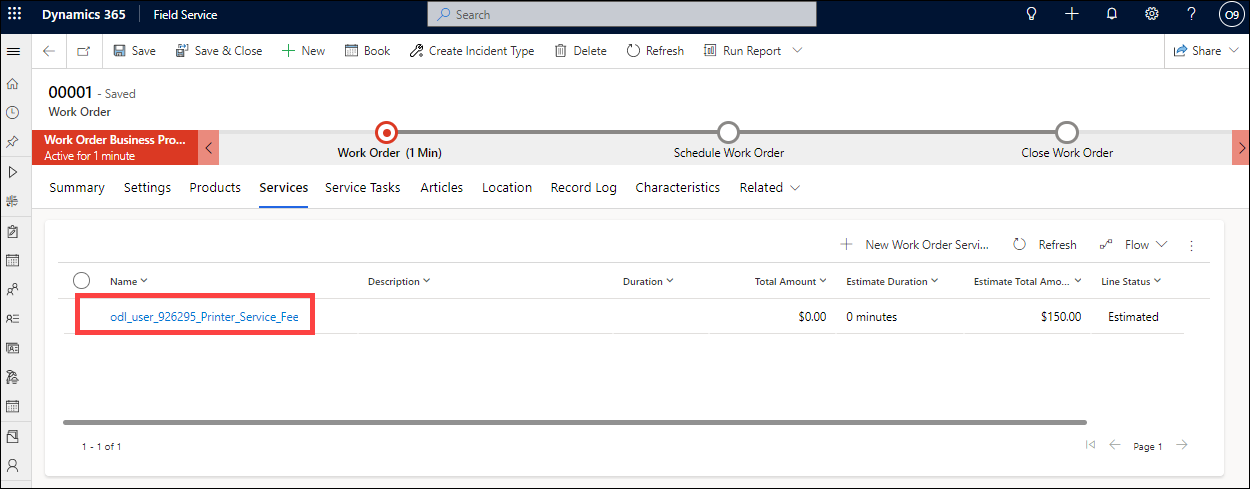 Dynamics 365 Field Service Search ? O9
Save Save & Close New Book Create Incident Type Delete Refresh Run Report Share
00001 - Saved
Work Order
Work Order Business Pro...
Active for 1 minute
Work Order (1 Min) Schedule Work Order Close Work Order
Summary Settings Products Services Service Tasks Articles Location Record Log Characteristics Related
New Work Order Servi... Refresh Flow
Name Description Duration Total Amount Estimate Duration Estimate Total Amo... Line Status
odl_user_926295_Printer_Service_Fee $0.00 0 minutes $150.00 Estimated
1 - 1 of 1 Page 1